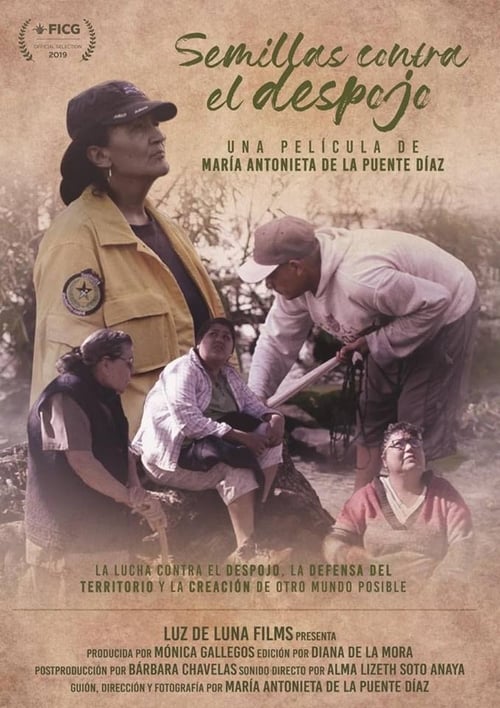 FICG
OFFICIAL SELECTION
2019
Semillas contra
el despojo
UNA PELÍCULA DE
MARÍA ANTONIETA DE LA PUENTE DÍAZ
LA LUCHA CONTRA EL DESPOJO, LA DEFENSA DEL
TERRITORIO Y LA CREACIÓN DE OTRO MUNDO POSIBLE
LUZ DE LUNA FILMS PRESENTA
PRODUCIDA POR MÓNICA GALLEGOS EDICIÓN POR DIANA DE LA MORA
POSTPRODUCIÓN POR BÁRBARA CHAVELAS SONIDO DIRECTO POR ALMA LIZETH SOTO ANAYA
GUIÓN, DIRECCIÓN Y FOTOGRAFÍA POR MARÍA ANTONIETA DE LA PUENTE DÍAZ